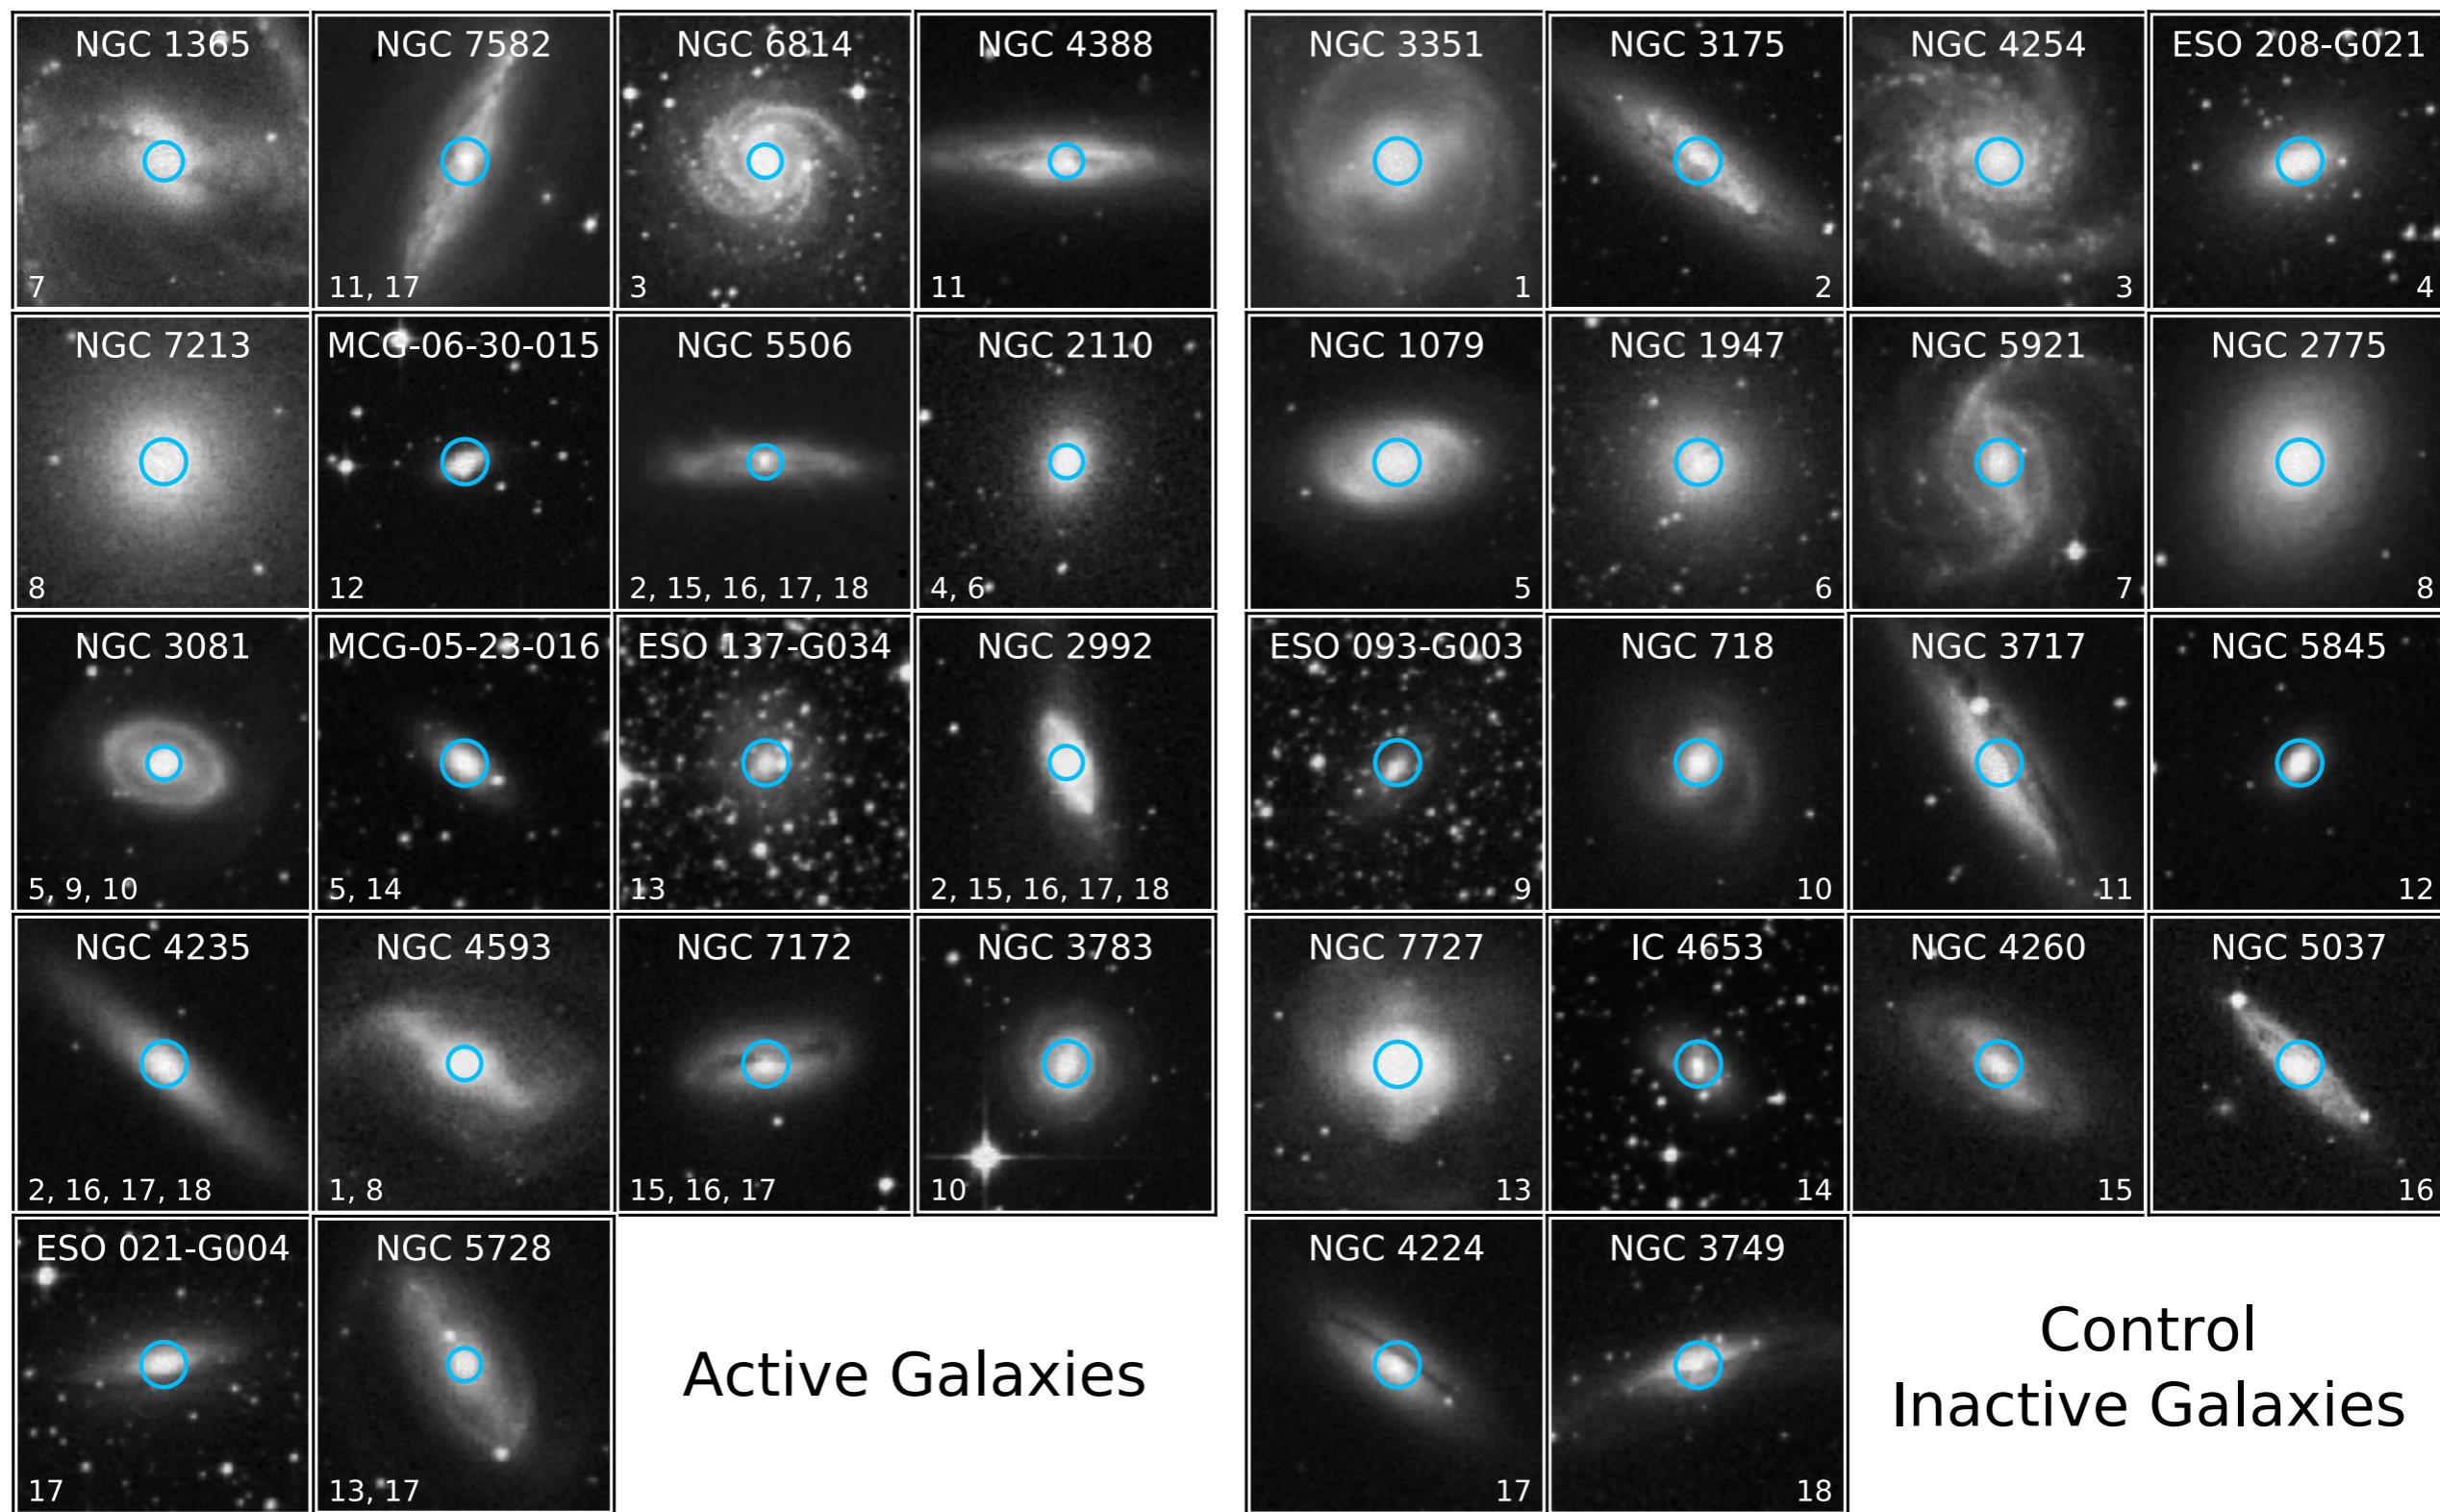 NGC 1365
7
NGC 7582
11, 17
NGC 6814
3
NGC 4388
11
NGC 7213
8
MCG-06-30-015
12
NGC 5506
2, 15, 16, 17, 18
NGC 2110
4, 6
NGC 3081
5, 9, 10
MCG-05-23-016
5, 14
ESO 137-G034
13
NGC 2992
2, 15, 16, 17, 18
NGC 4235
2, 16, 17, 18
NGC 4593
1, 8
NGC 7172
15, 16, 17
NGC 3783
10
ESO 021-G004
17
NGC 5728
13, 17
Active Galaxies
NGC 3351
1
NGC 3175
2
NGC 4254
3
ESO 208-G021
4
NGC 1079
5
NGC 1947
6
NGC 5921
7
NGC 2775
8
ESO 093-G003
9
NGC 718
10
NGC 3717
11
NGC 5845
12
NGC 7727
13
IC 4653
14
NGC 4260
15
NGC 5037
16
NGC 4224
17
NGC 3749
18
Control
Inactive Galaxies